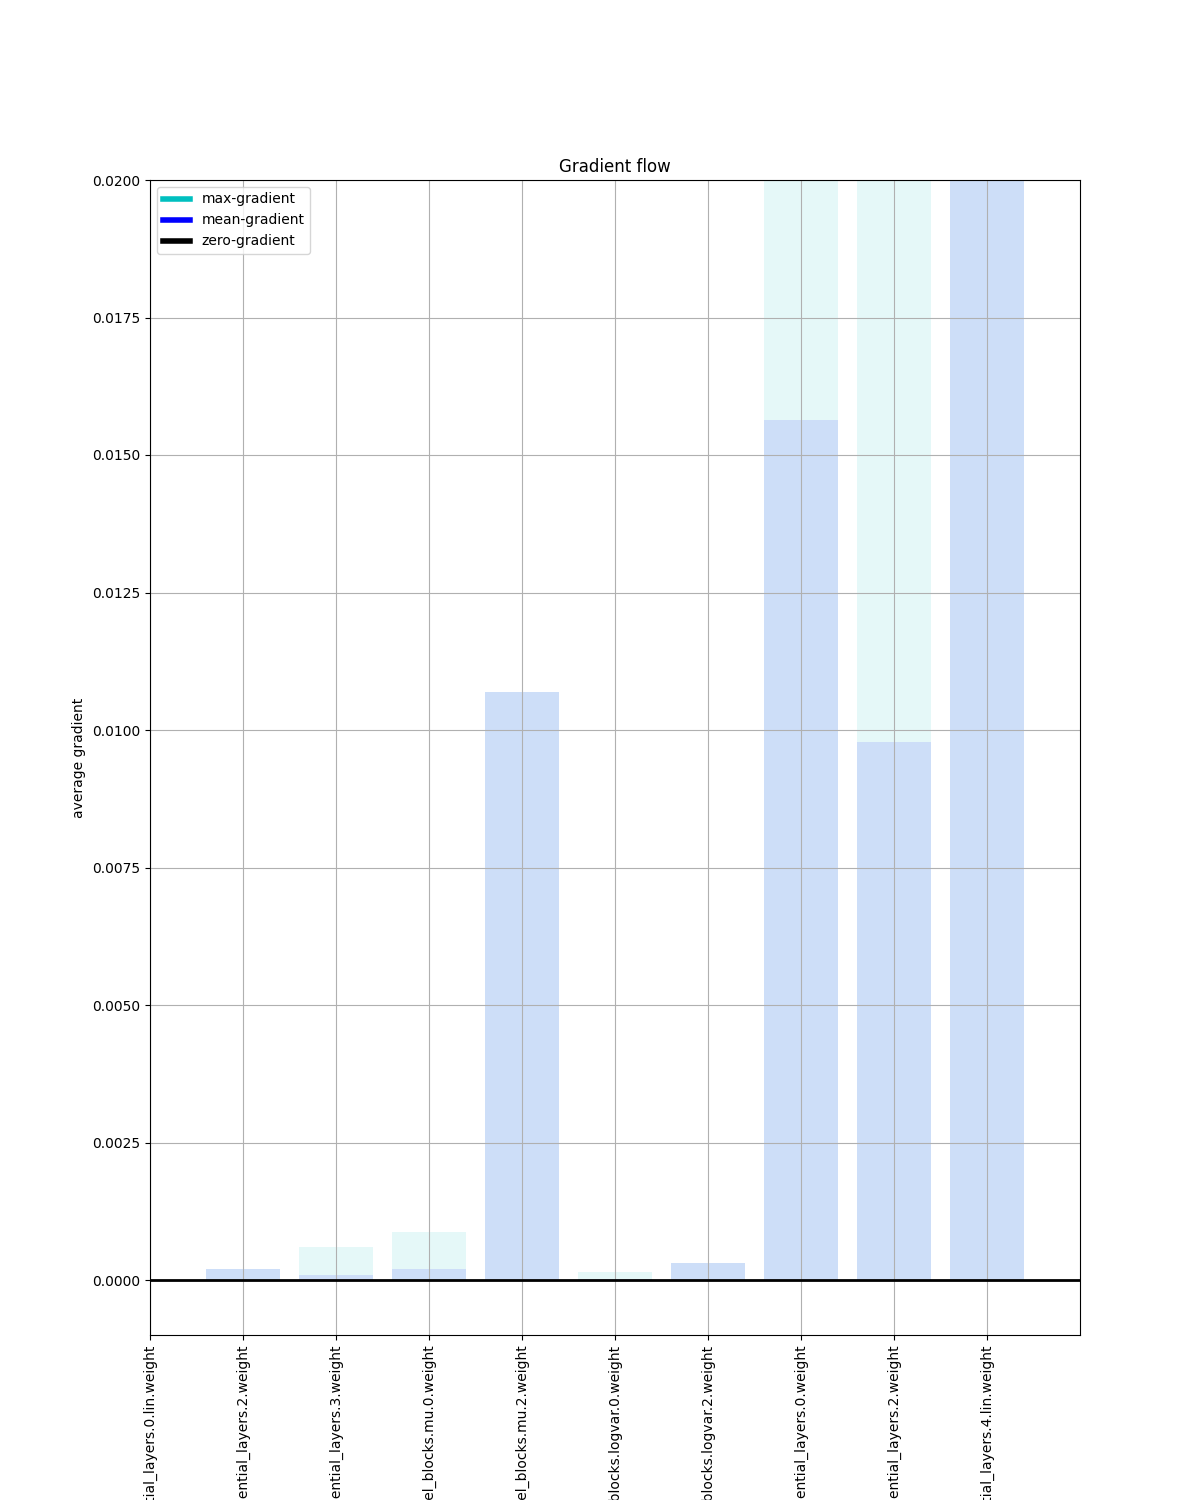 Gradient flow
max-gradient
mean-gradient
zero-gradient
0.0200
0.0175
0.0150
0.0125
0.0100
0.0075
0.0050
0.0025
0.0000
average gradient
tial_layers.0.lin.weight
ential_layers.2.weight
ential_layers.3.weight
el_blocks.mu.0.weight
el_blocks.mu.2.weight
blocks.logvar.0.weight
blocks.logvar.2.weight
ential_layers.0.weight
ential_layers.2.weight
tial_layers.4.lin.weight